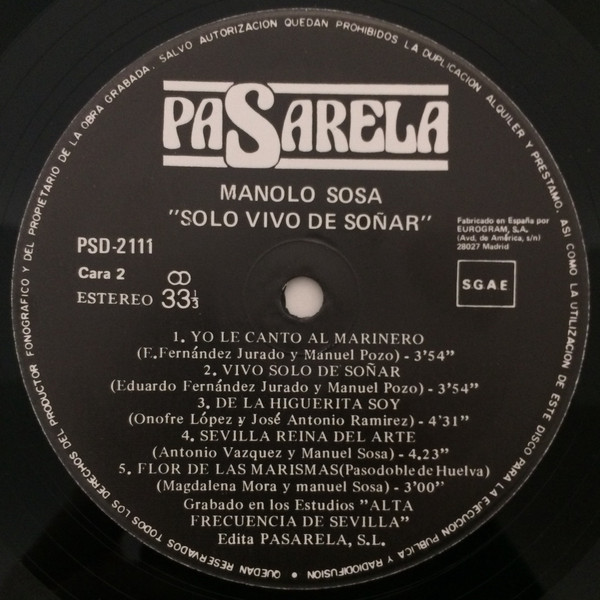 QUEDAN RESERVADOS TODOS LOS DERECHOS DEL PRODUCTOR FONOGRAFICO Y DEL PROPIETARIO DE LA OBRA GRABADA. SALVO AUTORIZACION QUEDAN PROHIBIDOS LA DUPLICACION ALQUILER Y PRESTAMO, ASI COMO LA UTILIZACION DE ESTE DISCO PARA LA EJECUCION PUBLICA Y RADIODIFUSION •
PASARELA
MANOLO SOSA
"SOLO VIVO DE SOÑAR"
PSD-2111
Cara 2
ESTEREO 33 1/3
Fabricado en España por
EUROGRAM, S.A.
(Avd. de América, s/n)
28027 Madrid
SGAE
1. YO LE CANTO AL MARINERO
(E.Fernández Jurado y Manuel Pozo) - 3'54"
2. VIVO SOLO DE SOÑAR
(Eduardo Fernández Jurado y Manuel Pozo) - 3'54"
3. DE LA HIGUERITA SOY
(Onofre López y José Antonio Ramirez) - 4'31"
4. SEVILLA REINA DEL ARTE
(Antonio Vazquez y Manuel Sosa) - 4.23"
5. FLOR DE LAS MARISMAS (Pasodoble de Huelva)
(Magdalena Mora y manuel Sosa) - 3'00"
Grabado en los Estudios "ALTA
FRECUENCIA DE SEVILLA"
Edita PASARELA, S.L.